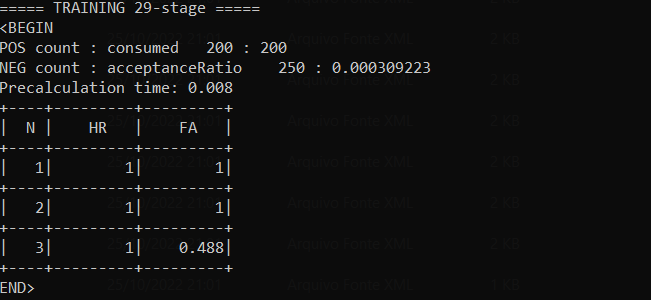 ===== TRAINING 29-stage =====
<BEGIN
POS count : consumed   200 : 200
NEG count : acceptanceRatio    250 : 0.000309223
Precalculation time: 0.008
+----+---------+---------+
|  N |    HR   |    FA   |
+----+---------+---------+
|   1|        1|        1|
+----+---------+---------+
|   2|        1|        1|
+----+---------+---------+
|   3|        1|    0.488|
+----+---------+---------+
END>